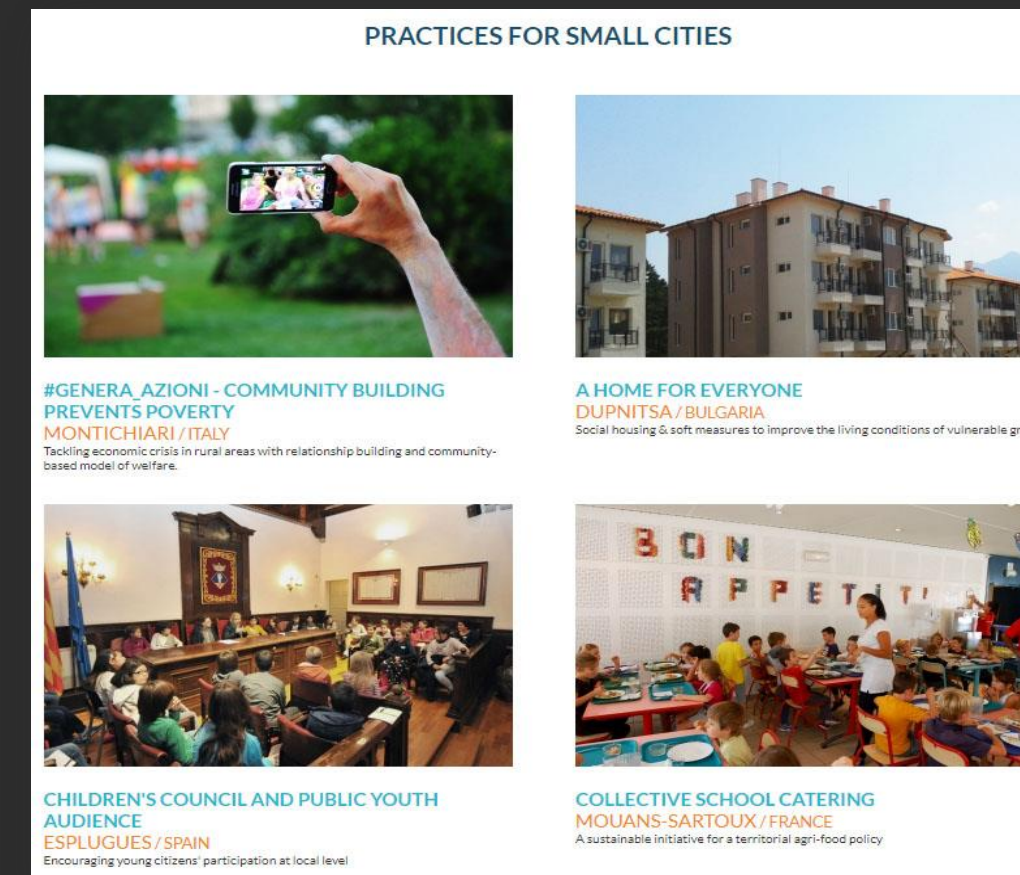 PRACTICES FOR SMALL CITIES
#GENERA_AZIONI - COMMUNITY BUILDING
PREVENTS POVERTY
MONTICHIARI / ITALY
Tackling economic crisis in rural areas with relationship building and community-
based model of welfare.
A HOME FOR EVERYONE
DUPNITSA / BULGARIA
Social housing & soft measures to improve the living conditions of vulnerable
BON
APPETIT!
CHILDREN'S COUNCIL AND PUBLIC YOUTH
AUDIENCE
ESPLUGUES / SPAIN
Encouraging young citizens' participation at local level
COLLECTIVE SCHOOL CATERING
MOUANS-SARTOUX / FRANCE
A sustainable initiative for a territorial agri-food policy